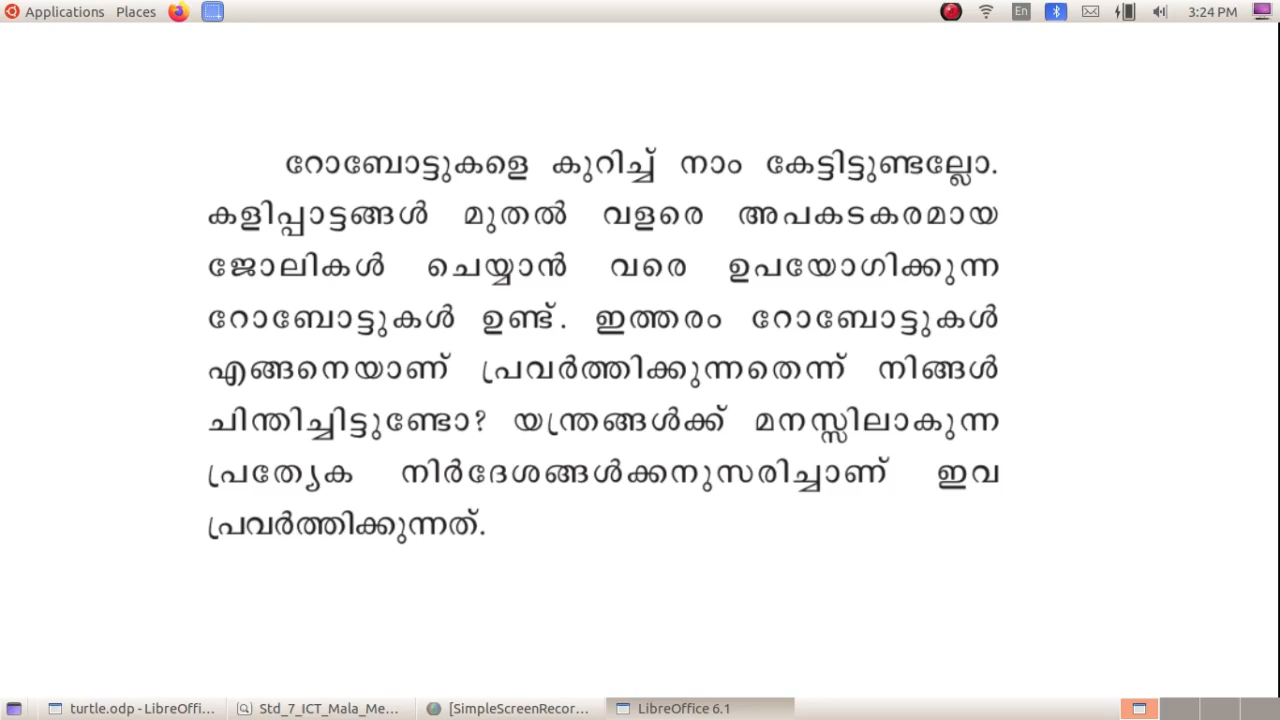 Applications Places En 3:24 PM
റോബോട്ടുകളെ കുറിച്ച് നാം കേട്ടിട്ടുണ്ടല്ലോ.
കളിപ്പാട്ടങ്ങൾ മുതൽ വളരെ അപകടകരമായ
ജോലികൾ ചെയ്യാൻ വരെ ഉപയോഗിക്കുന്ന
റോബോട്ടുകൾ ഉണ്ട്. ഇത്തരം റോബോട്ടുകൾ
എങ്ങനെയാണ് പ്രവർത്തിക്കുന്നതെന്ന് നിങ്ങൾ
ചിന്തിച്ചിട്ടുണ്ടോ? യന്ത്രങ്ങൾക്ക് മനസ്സിലാകുന്ന
പ്രത്യേക നിർദേശങ്ങൾക്കനുസരിച്ചാണ് ഇവ
പ്രവർത്തിക്കുന്നത്.
turtle.odp - LibreOffi... Std_7_ICT_Mala_Me... [SimpleScreenRecor... LibreOffice 6.1